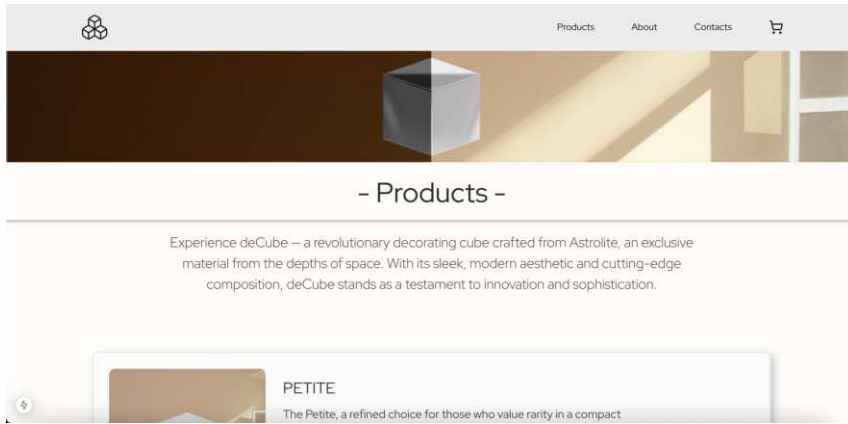 Products About Contacts
- Products -
Experience deCube — a revolutionary decorating cube crafted from Astrolite, an exclusive
material from the depths of space. With its sleek, modern aesthetic and cutting-edge
composition, deCube stands as a testament to innovation and sophistication.
PETITE
The Petite, a refined choice for those who value rarity in a compact